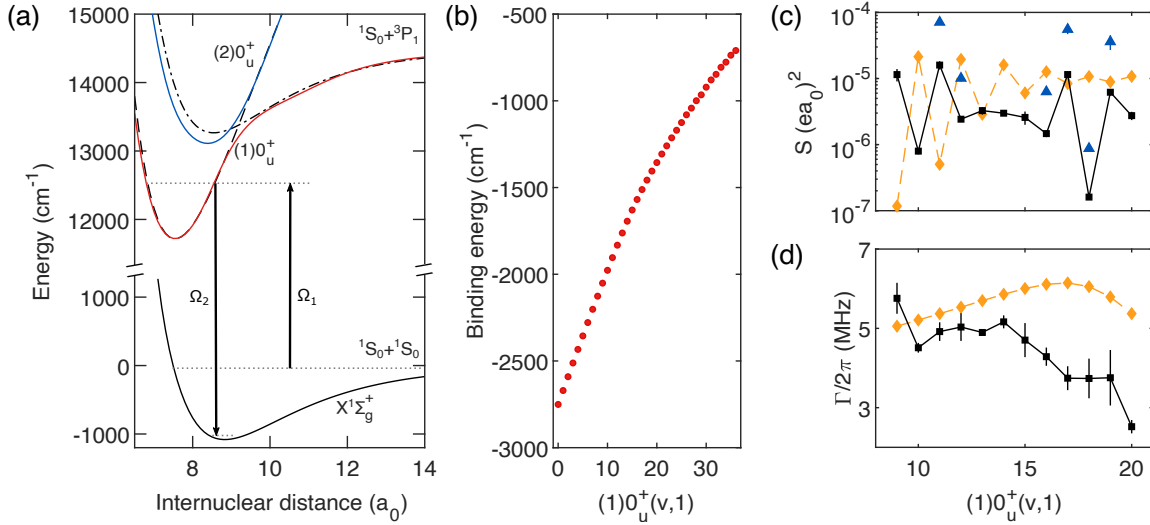 (a)
15000
14000
13000
12000
1000
0
-1000
Energy (cm⁻¹)
8
10
12
14
Internuclear distance (a₀)
¹S₀+³P₁
(2)0ᵤ⁺
(1)0ᵤ⁺
Ω₂
Ω₁
¹S₀+¹S₀
X¹Σg⁺
(b)
-500
-1000
-1500
-2000
-2500
-3000
Binding energy (cm⁻¹)
0
10
20
30
(1)0ᵤ⁺(v,1)
(c)
10⁻⁴
10⁻⁵
10⁻⁶
10⁻⁷
S (ea₀)²
(d)
7
5
3
Γ/2π (MHz)
10
15
20
(1)0ᵤ⁺(v,1)